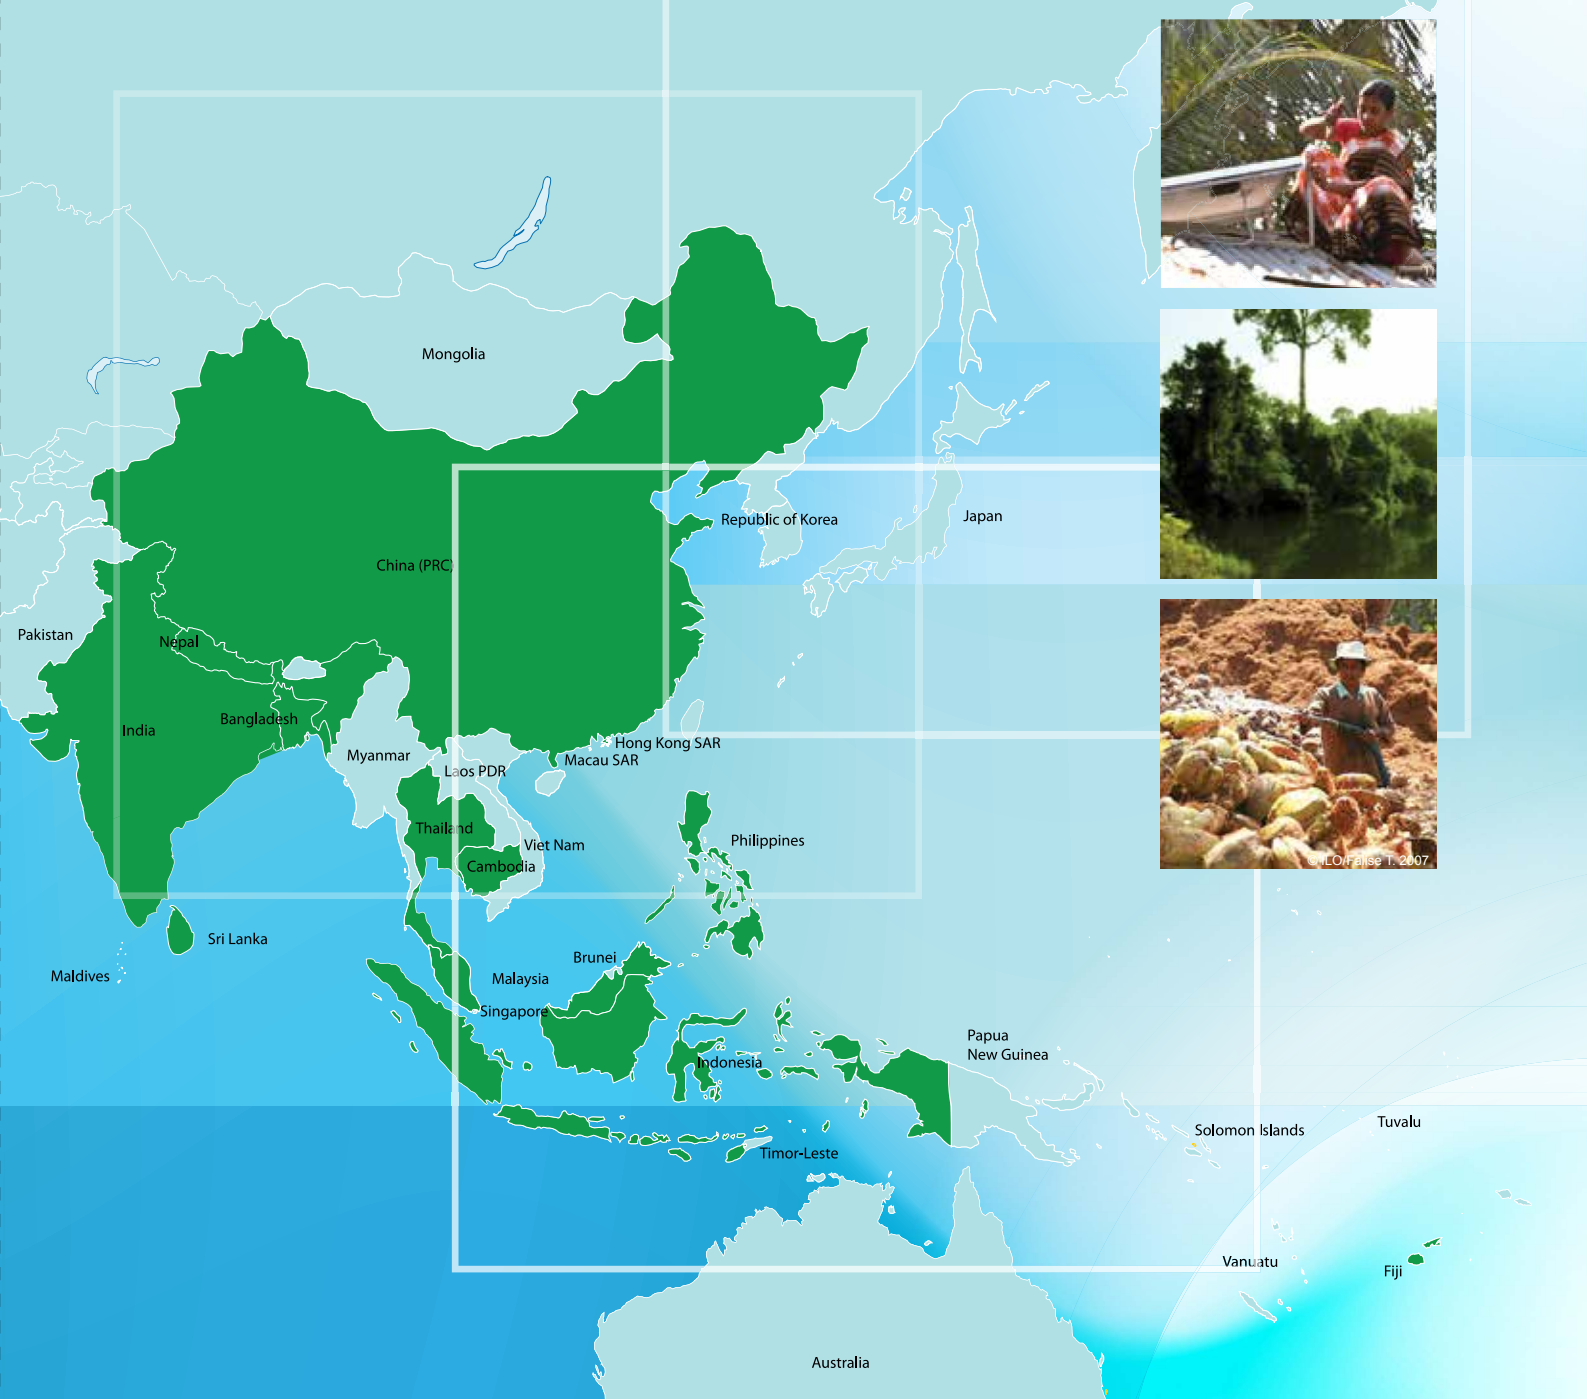 Mongolia
Republic of Korea
Japan
China (PRC)
Pakistan
Nepal
India
Bangladesh
Myanmar
Hong Kong SAR
Macau SAR
Laos PDR
Thailand
Viet Nam
Cambodia
Philippines
© ILO/Falise T. 2007
Sri Lanka
Maldives
Brunei
Malaysia
Singapore
Indonesia
Papua
New Guinea
Timor-Leste
Solomon Islands
Tuvalu
Vanuatu
Fiji
Australia